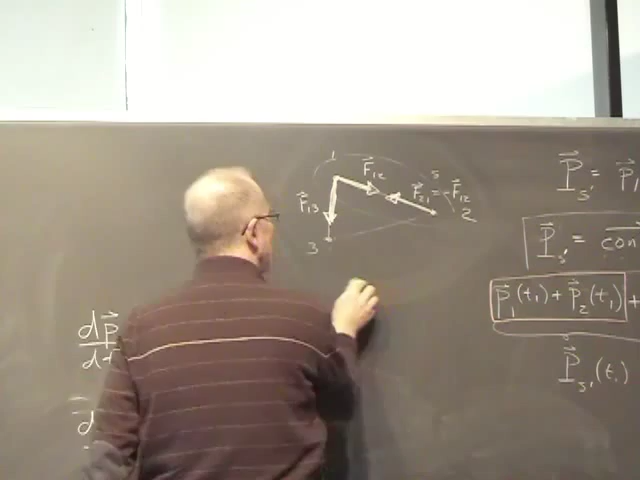 1
F⃗₁₂
s
F⃗₁₃
F⃗₂₁ = -F⃗₁₂
2
3
P⃗ₛ' = p⃗₁
P⃗ₛ' = con
p⃗₁(t₁) + p⃗₂(t₁) +
P⃗ₛ'(t₁)
dp⃗
dt
d